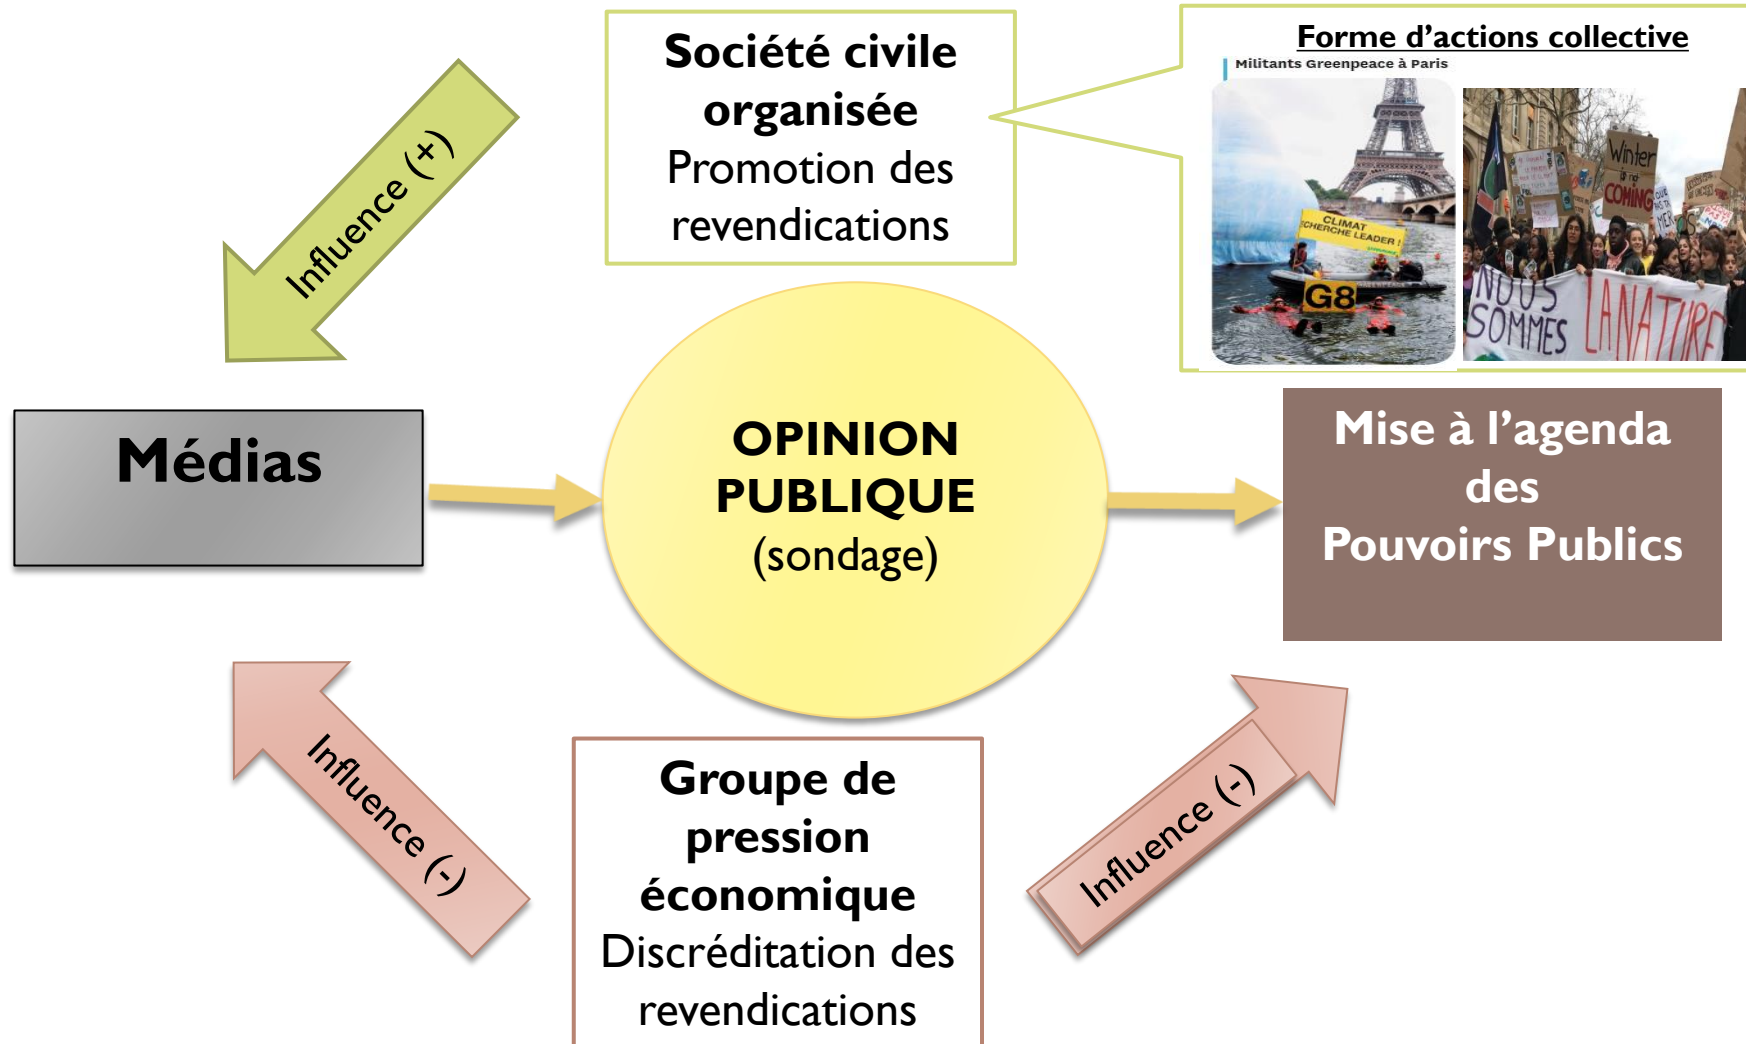 Société civile
organisée
Promotion des
revendications
Forme d'actions collective
Militants Greenpeace à Paris
CLIMAT
CHERCHE LEADER !
G8
Winter
is not
COMING
NOUS
SOMMES
LA NATURE
Influence (+)
Médias
OPINION
PUBLIQUE
(sondage)
Mise à l’agenda
des
Pouvoirs Publics
Influence (-)
Groupe de
pression
économique
Discréditation des
revendications
Influence (-)